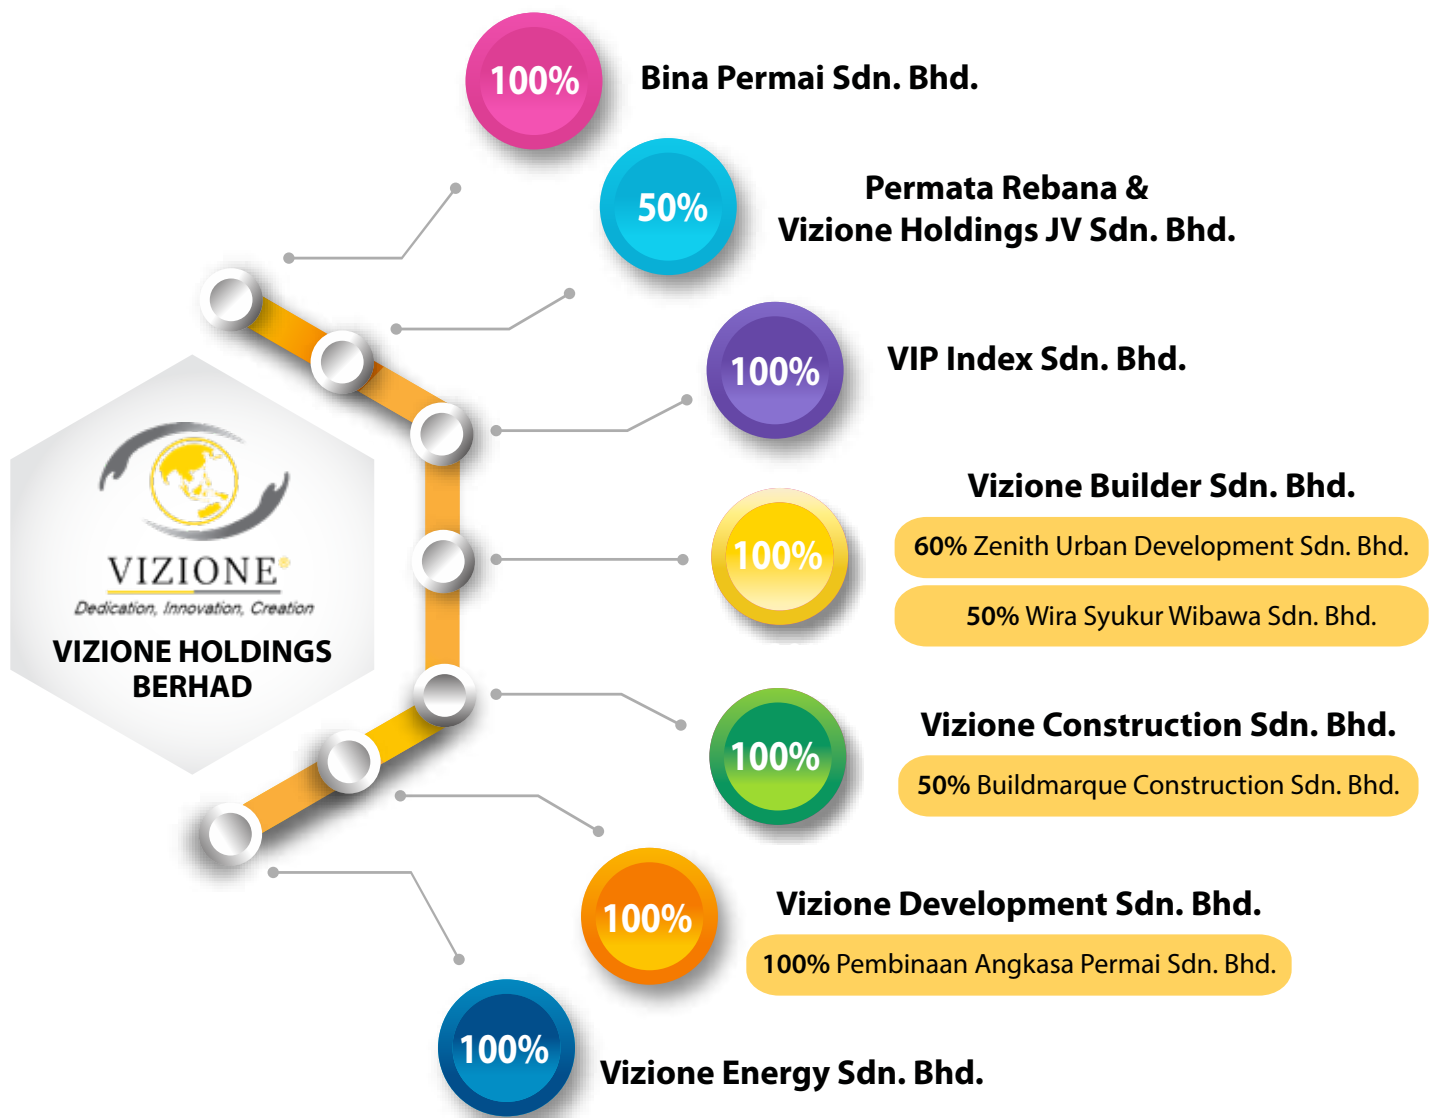 100%
Bina Permai Sdn. Bhd.
50%
Permata Rebana &
Vizione Holdings JV Sdn. Bhd.
100%
VIP Index Sdn. Bhd.
VIZIONE
Dedication, Innovation, Creation
VIZIONE HOLDINGS
BERHAD
100%
Vizione Builder Sdn. Bhd.
60% Zenith Urban Development Sdn. Bhd.
50% Wira Syukur Wibawa Sdn. Bhd.
100%
Vizione Construction Sdn. Bhd.
50% Buildmarque Construction Sdn. Bhd.
100%
Vizione Development Sdn. Bhd.
100% Pembinaan Angkasa Permai Sdn. Bhd.
100%
Vizione Energy Sdn. Bhd.